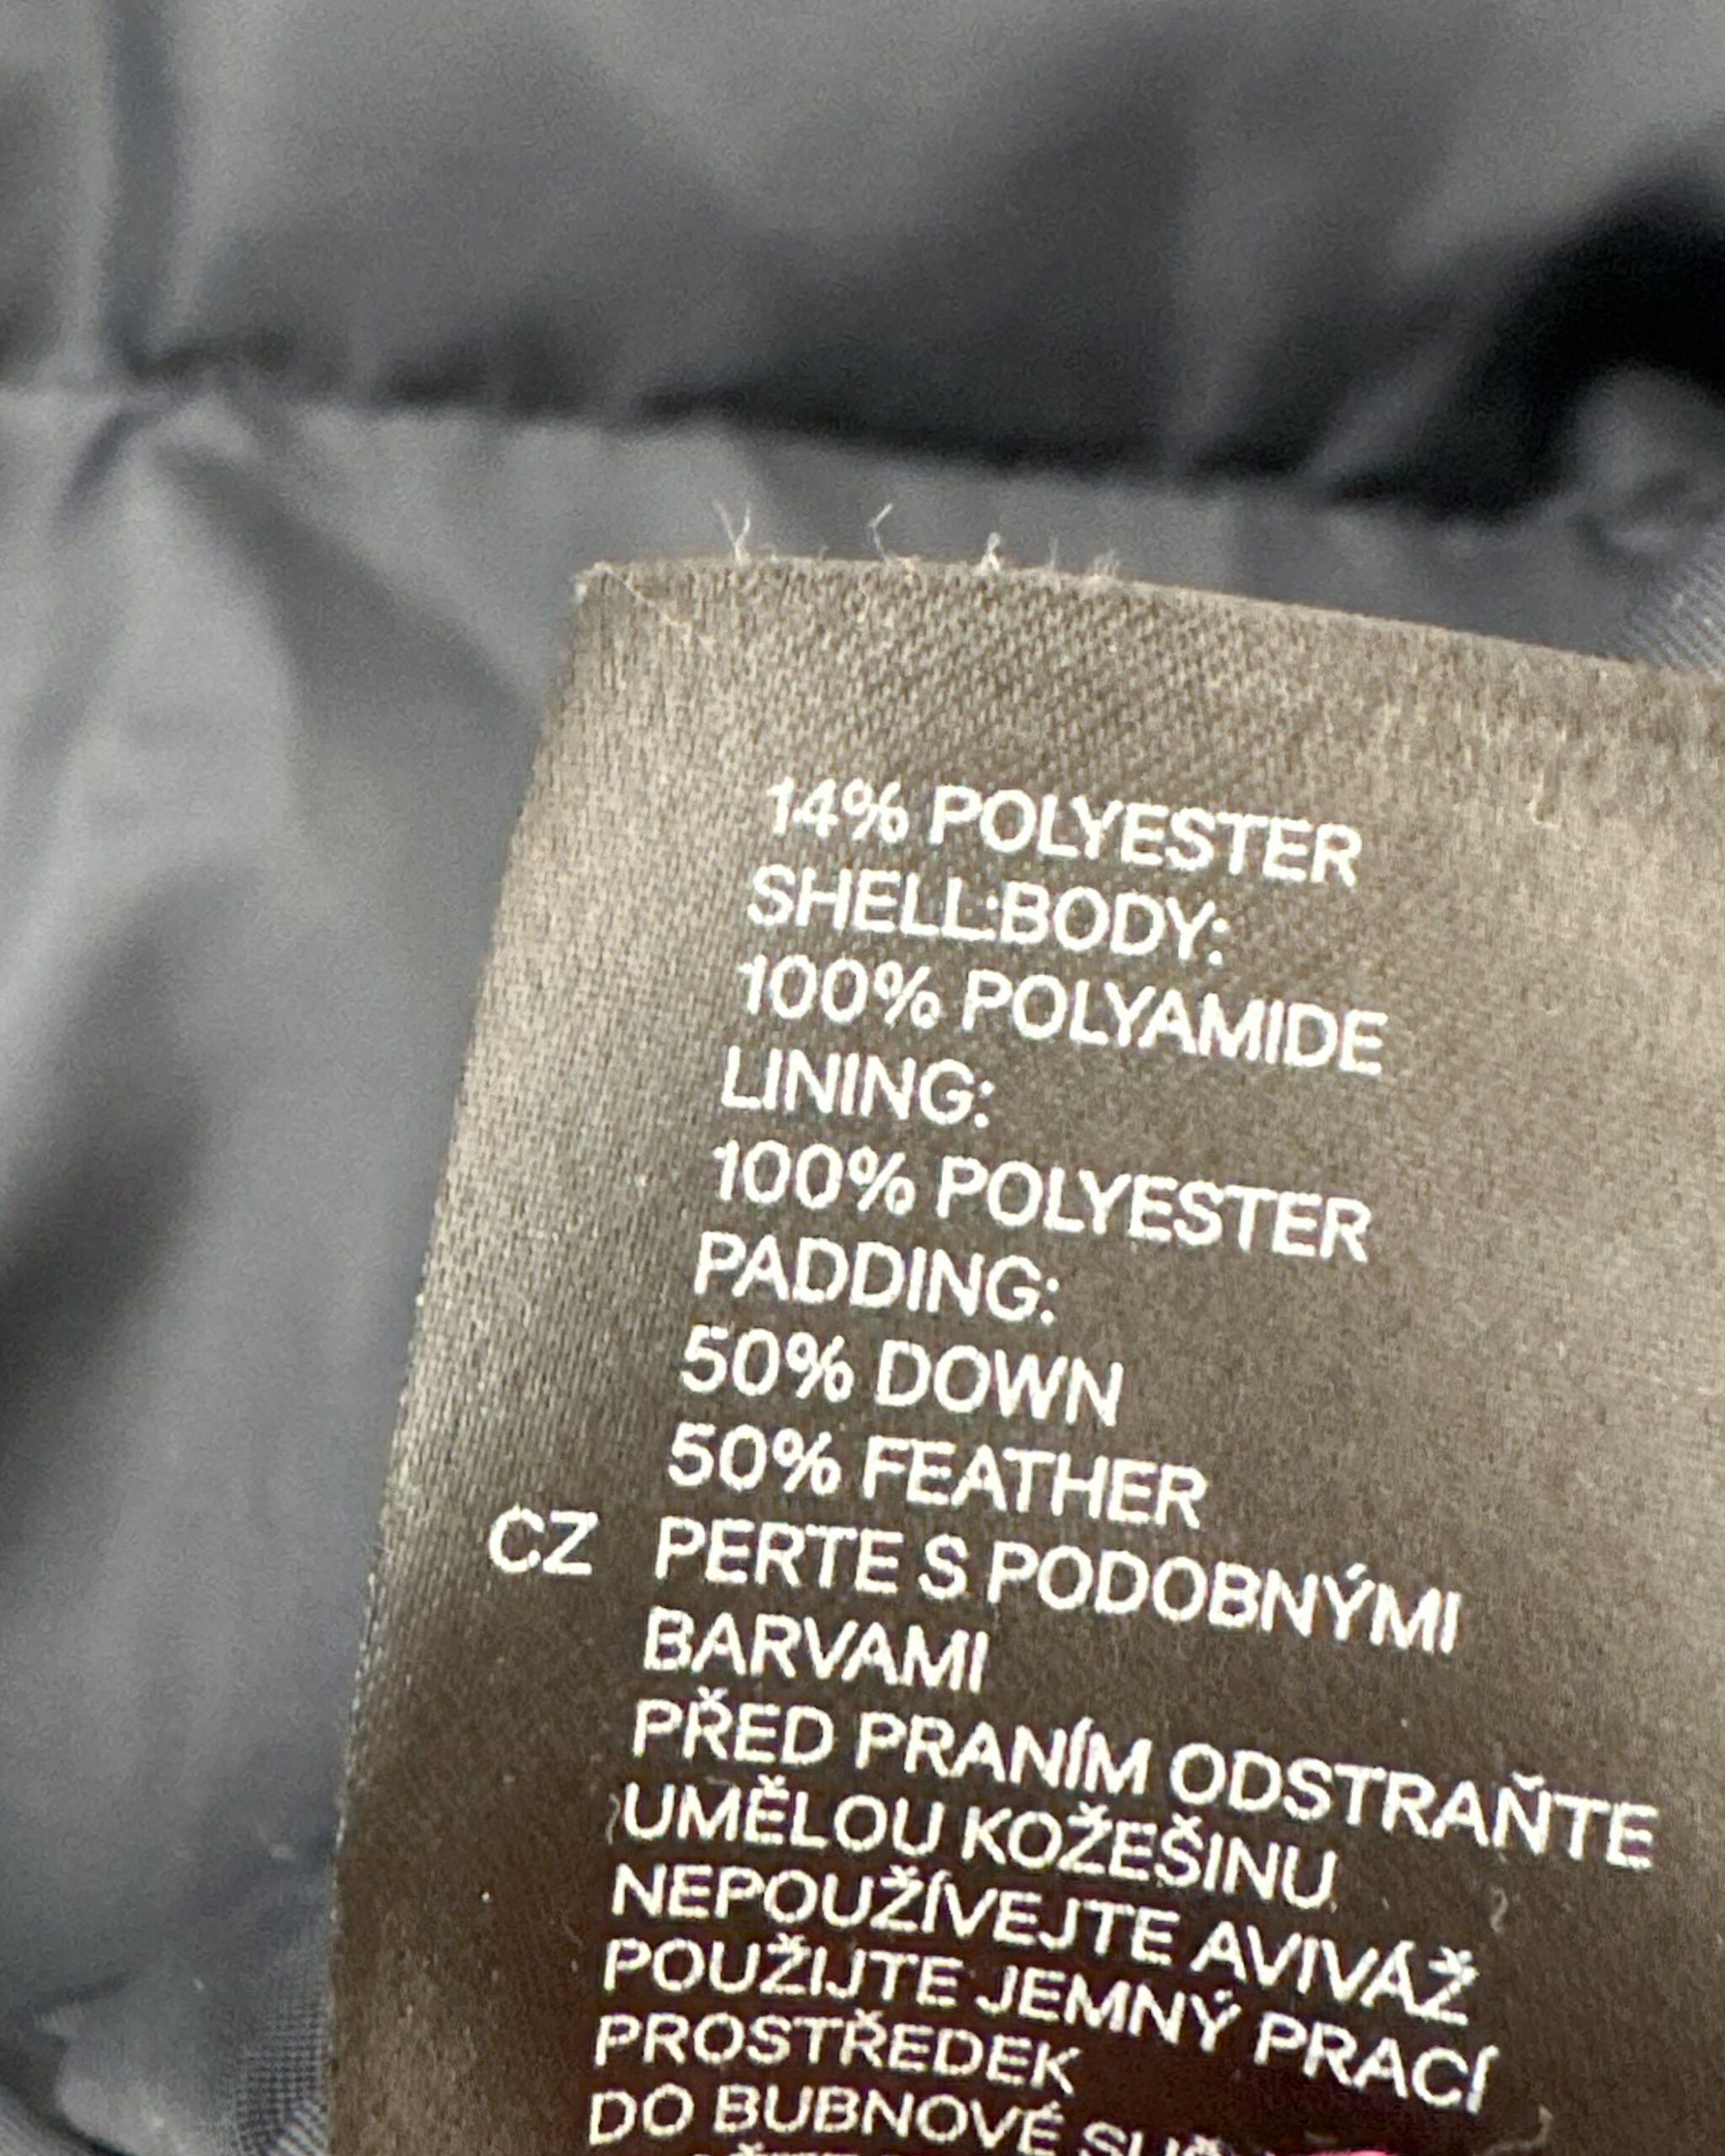 14% POLYESTER
SHELL:BODY:
100% POLYAMIDE
LINING:
100% POLYESTER
PADDING:
50% DOWN
50% FEATHER
CZ PERTE S PODOBNÝMI
BARVAMI
PŘED PRANÍM ODSTRAŇTE
UMĚLOU KOŽEŠINU
NEPOUŽÍVEJTE AVIVÁŽ
POUŽIJTE JEMNÝ PRACÍ
PROSTŘEDEK
DO BUBNOVÉ